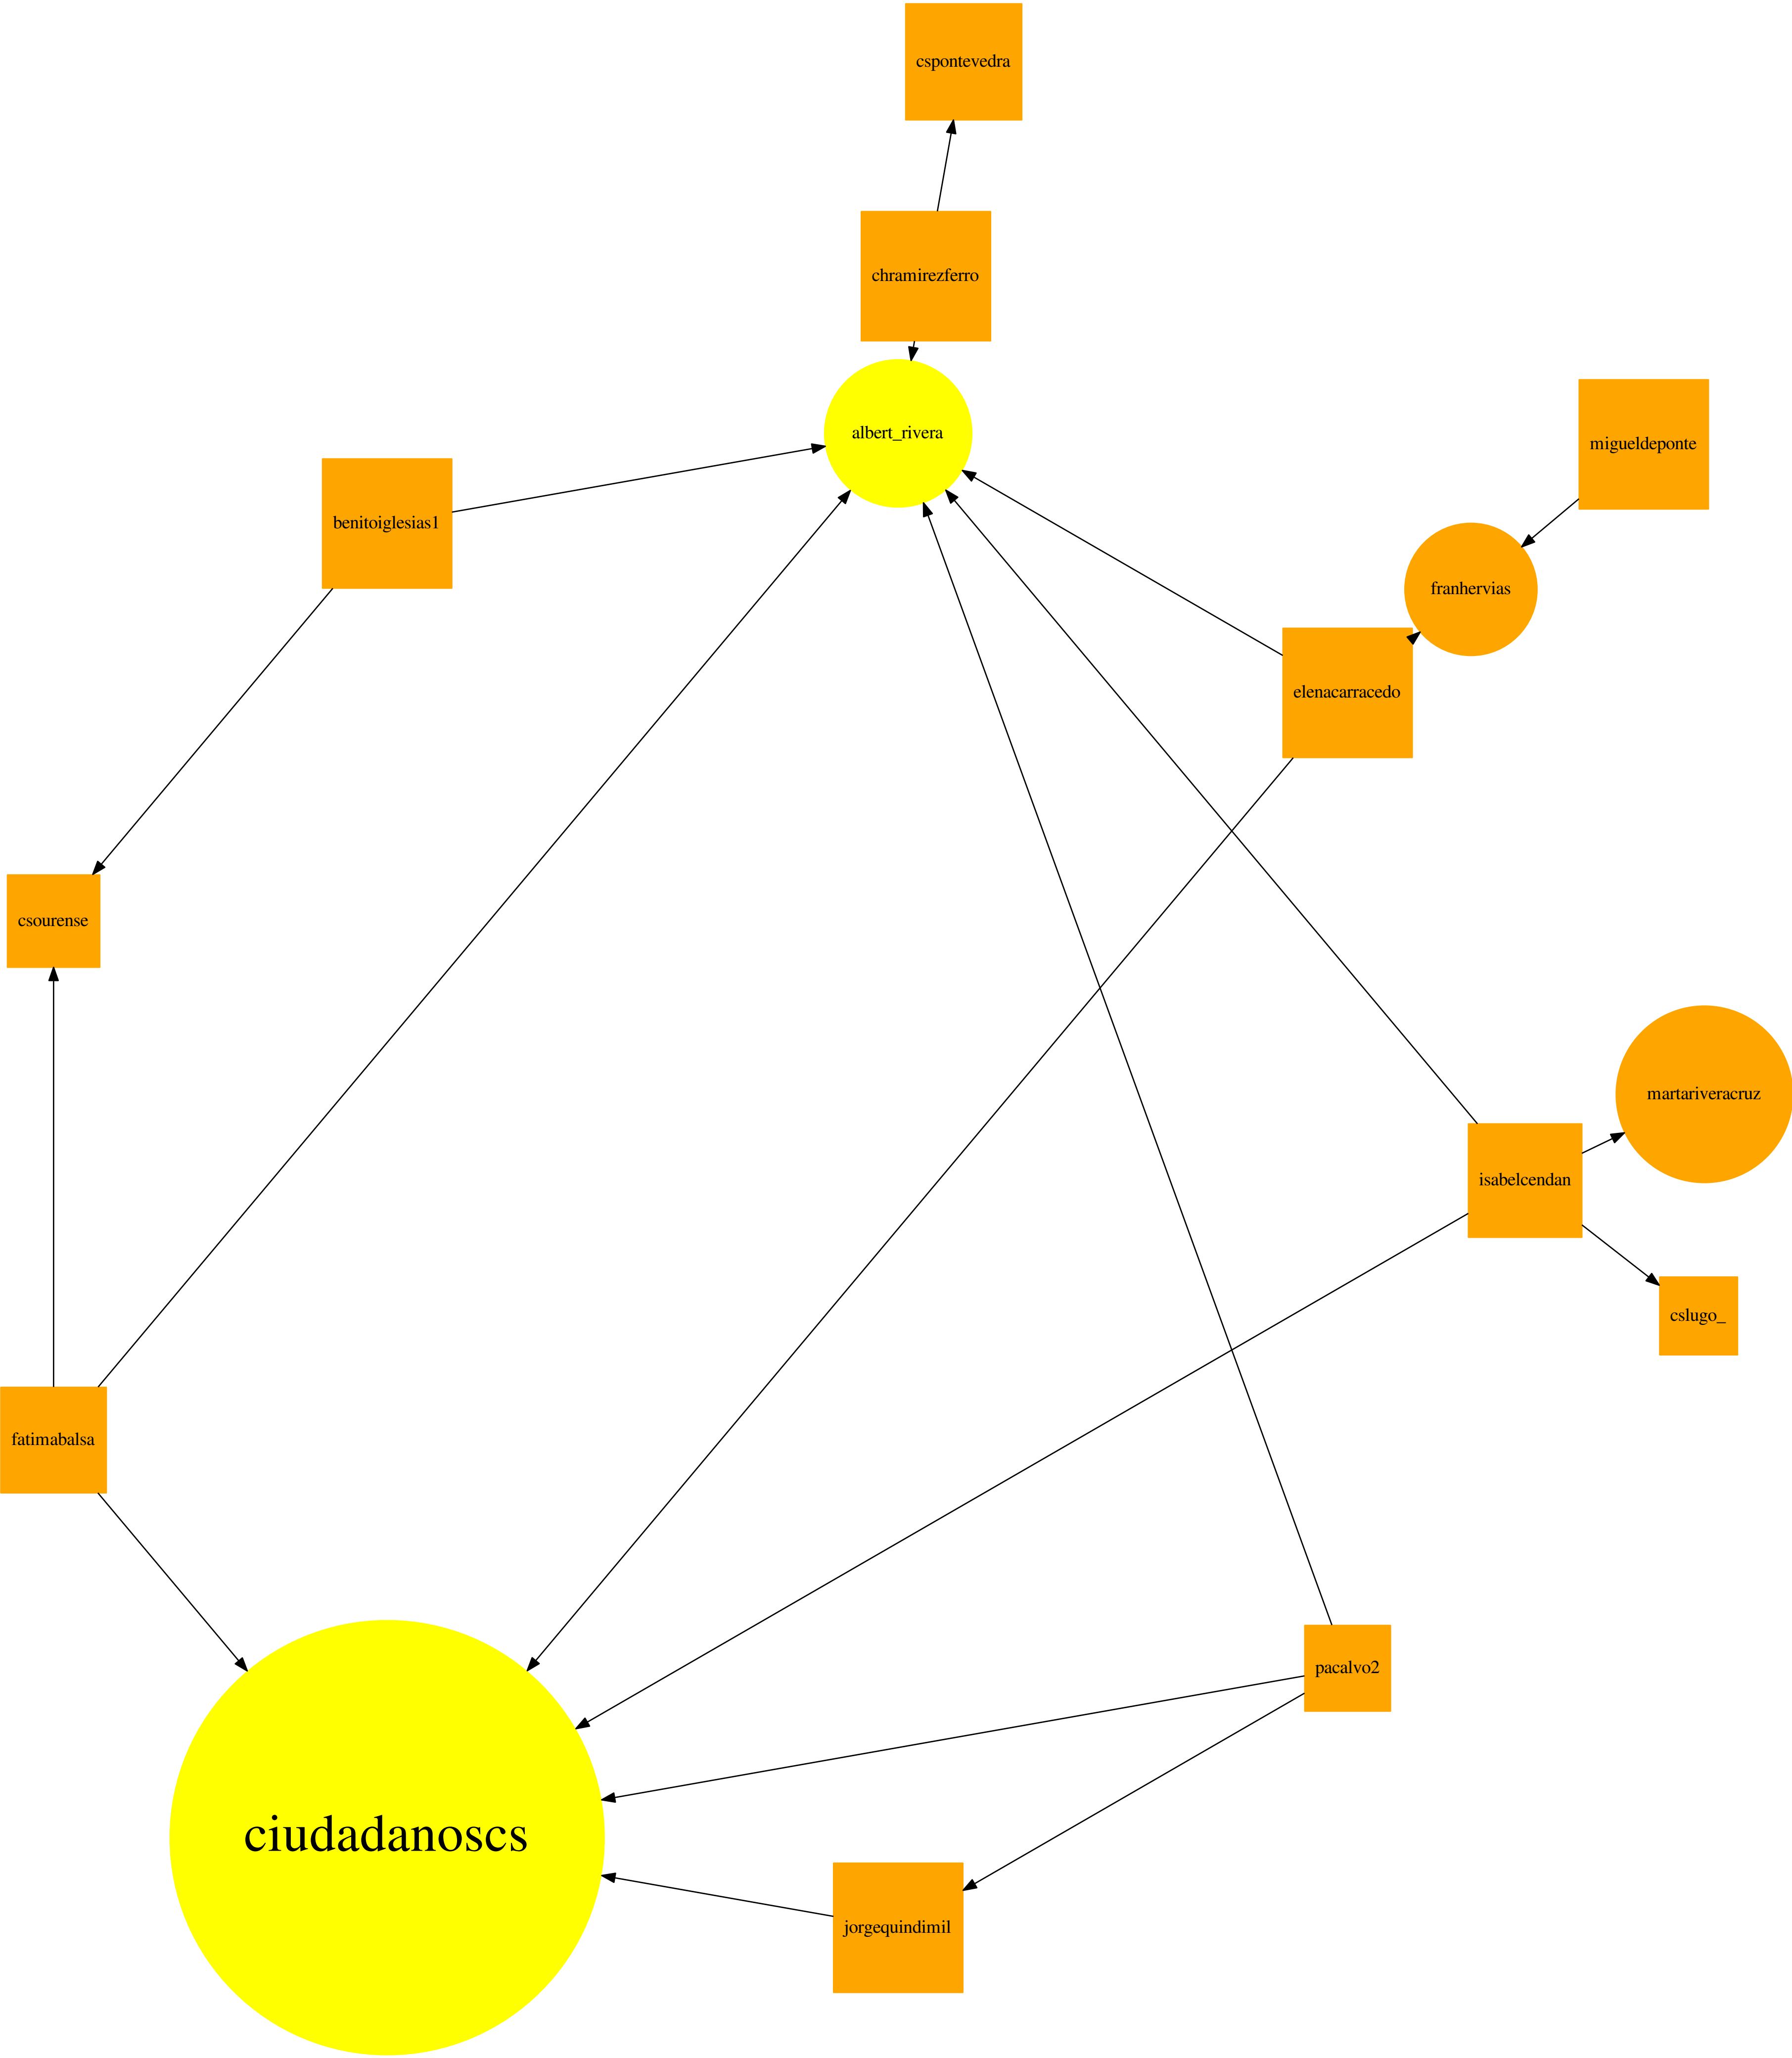 cspontevedra
chramirezferro
albert_rivera
migueldeponte
benitoiglesias1
franhervias
elenacarracedo
csourense
martariveracruz
isabelcendan
cslugo_
fatimabalsa
pacalvo2
ciudadanoscs
jorgequindimil